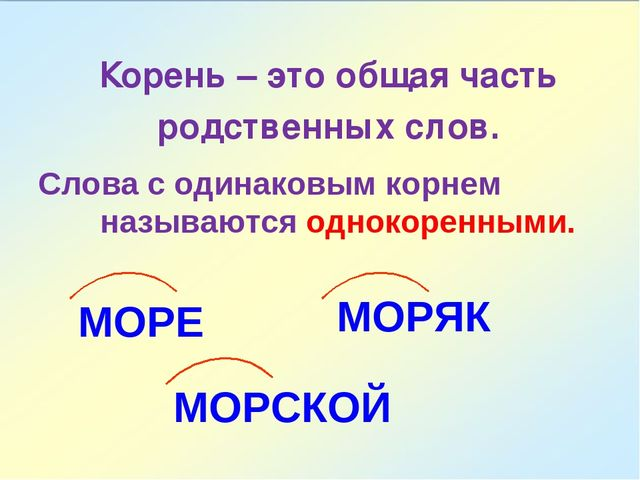 Корень – это общая часть
родственных слов.
Слова с одинаковым корнем
называются однокоренными.
МОРЕ
МОРЯК
МОРСКОЙ